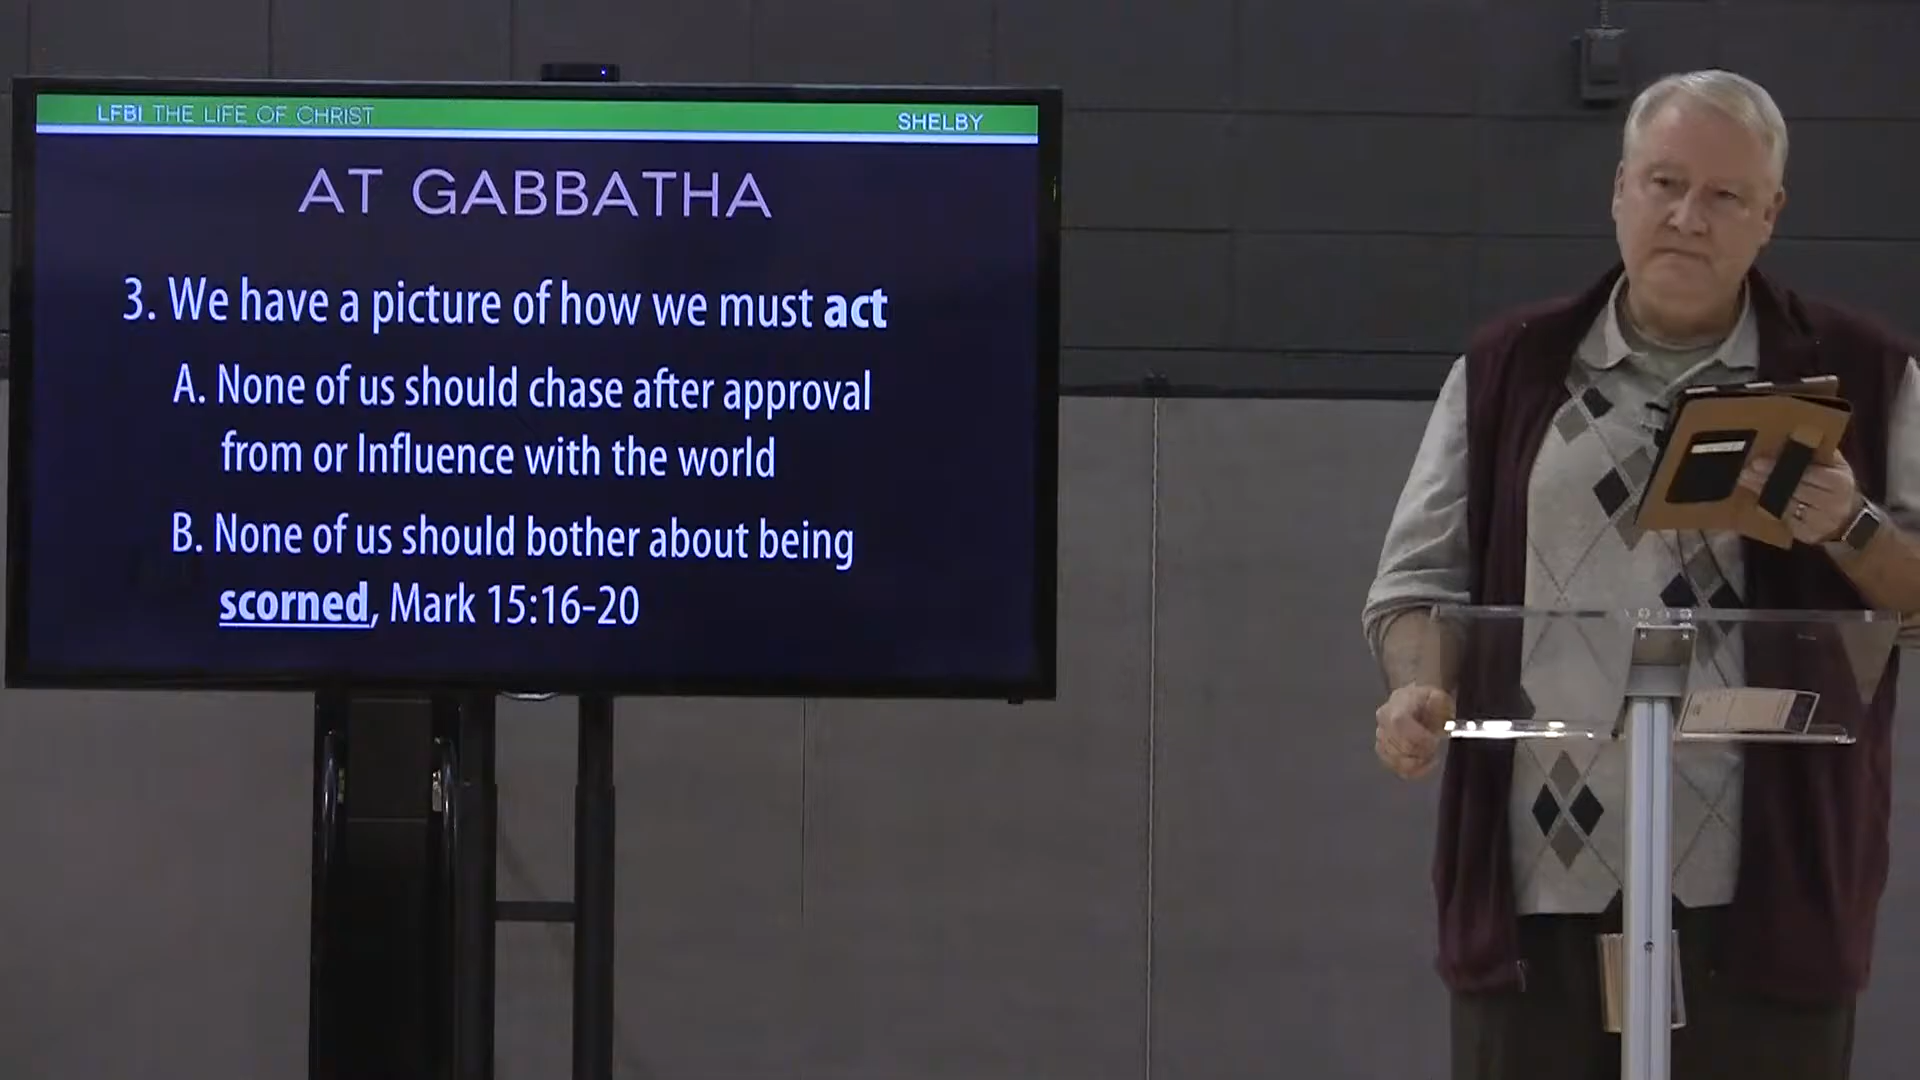 LFBI THE LIFE OF CHRIST
SHELBY
AT GABBATHA
3. We have a picture of how we must act
A. None of us should chase after approval
from or Influence with the world
B. None of us should bother about being
scorned, Mark 15:16-20